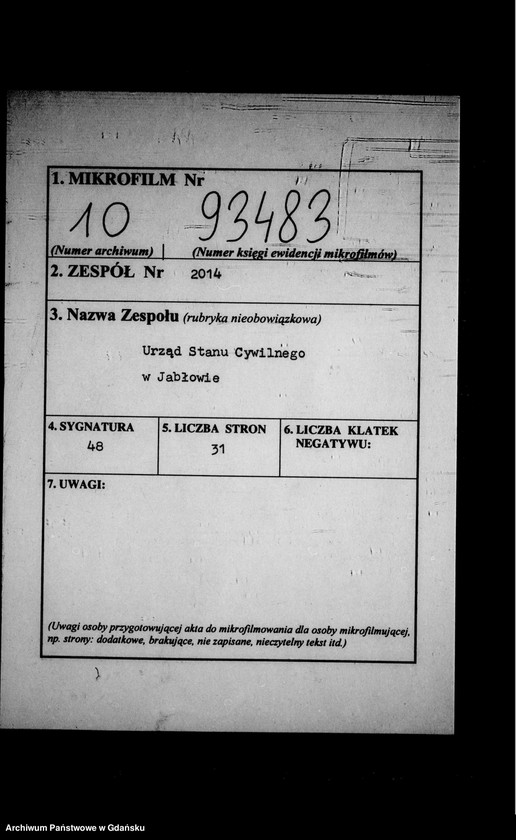 1. MIKROFILM Nr
10 93483
(Numer archiwum) (Numer księgi ewidencji mikrofilmów)
2. ZESPÓŁ Nr 2014
3. Nazwa Zespołu (rubryka nieobowiązkowa)
Urząd Stanu Cywilnego
w Jabłowie
4. SYGNATURA 5. LICZBA STRON 6. LICZBA KLATEK
NEGATYWU:
48 31
7. UWAGI:
(Uwagi osoby przygotowującej akta do mikrofilmowania dla osoby mikrofilmującej,
np. strony: dodatkowe, brakujące, nie zapisane, nieczytelny tekst itd.)
Archiwum Państwowe w Gdańsku